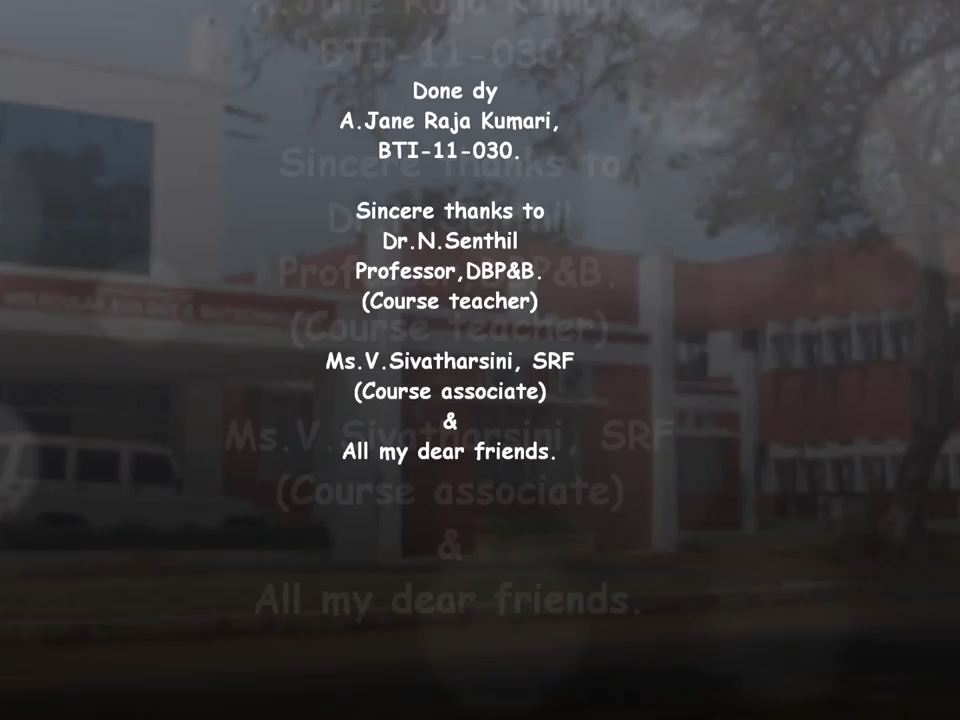 Done dy
A.Jane Raja Kumari,
BTI-11-030.
Sincere thanks to
Dr.N.Senthil
Professor,DBP&B.
(Course teacher)
Ms.V.Sivatharsini, SRF
(Course associate)
&
All my dear friends.